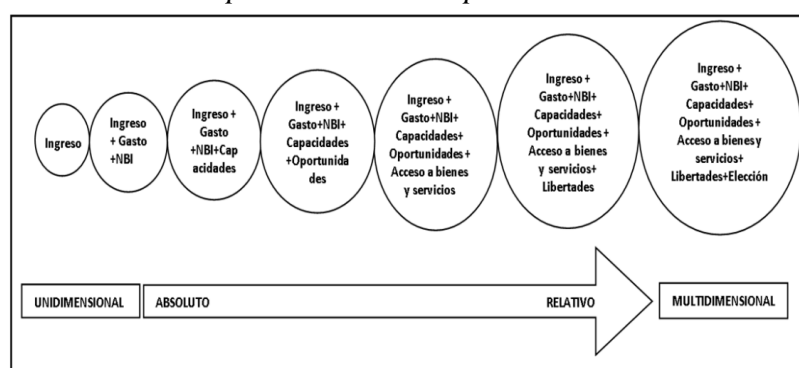 Ingreso
Ingreso
+ Gasto
+NBI
Ingreso +
Gasto
+NBI+Cap
acidades
Ingreso +
Gasto+NBI+
Capacidades
+Oportunida
des
Ingreso +
Gasto+NBI+
Capacidades+
Oportunidades +
Acceso a bienes
y servicios
Ingreso +
Gasto+NBI+
Capacidades+
Oportunidades +
Acceso a bienes
y servicios+
Libertades
Ingreso +
Gasto+NBI+
Capacidades+
Oportunidades +
Acceso a bienes y
servicios+
Libertades+Elección
UNIDIMENSIONAL
ABSOLUTO
RELATIVO
MULTIDIMENSIONAL